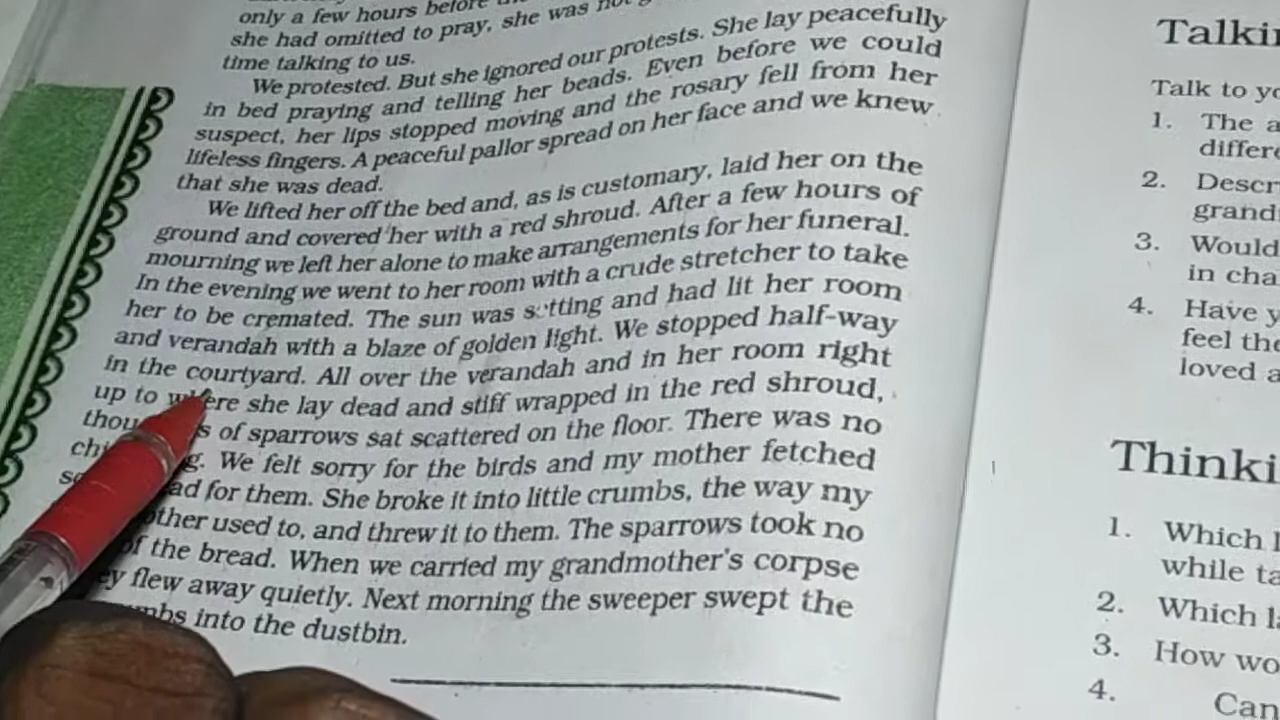 only a few hours before
she had omitted to pray, she was not
time talking to us.
We protested. But she ignored our protests. She lay peacefully
in bed praying and telling her beads. Even before we could
suspect, her lips stopped moving and the rosary fell from her
lifeless fingers. A peaceful pallor spread on her face and we knew
that she was dead.
We lifted her off the bed and, as is customary, laid her on the
ground and covered her with a red shroud. After a few hours of
mourning we left her alone to make arrangements for her funeral.
In the evening we went to her room with a crude stretcher to take
her to be cremated. The sun was setting and had lit her room
and verandah with a blaze of golden light. We stopped half-way
in the courtyard. All over the verandah and in her room right
up to where she lay dead and stiff wrapped in the red shroud,
of sparrows sat scattered on the floor. There was no
We felt sorry for the birds and my mother fetched
for them. She broke it into little crumbs, the way my
used to, and threw it to them. The sparrows took no
of the bread. When we carried my grandmother's corpse
flew away quietly. Next morning the sweeper swept the
into the dustbin.
Talk to
1. The
2.
3. Would
in
4. Have
feel
loved
1. Which
while
2. Which
3. How
4. Can